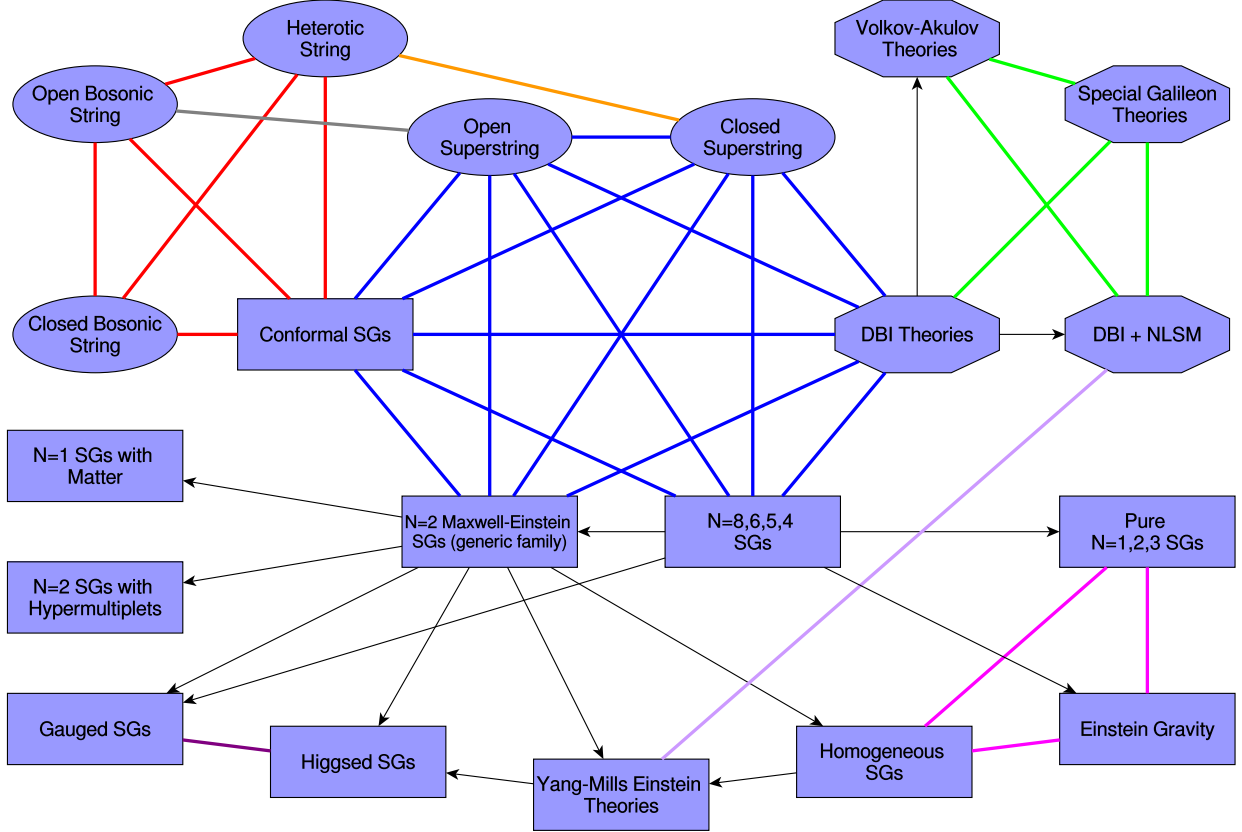 Heterotic
String
Volkov-Akulov
Theories
Open Bosonic
String
Special Galileon
Theories
Open
Superstring
Closed
Superstring
Closed Bosonic
String
Conformal SGs
DBI Theories
DBI + NLSM
N=1 SGs with
Matter
N=2 Maxwell-Einstein
SGs (generic family)
N=8,6,5,4
SGs
Pure
N=1,2,3 SGs
N=2 SGs with
Hypermultiplets
Gauged SGs
Higgsed SGs
Yang-Mills Einstein
Theories
Homogeneous
SGs
Einstein Gravity